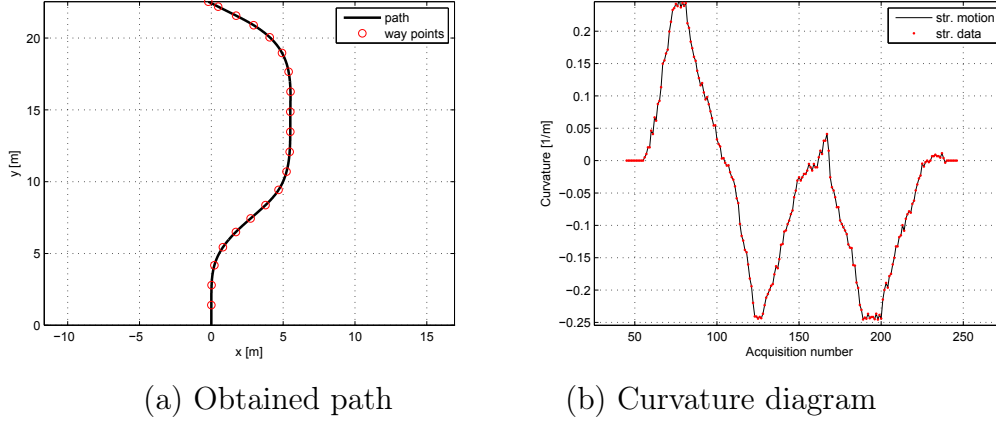 path
way points
20
15
10
5
0
y [m]
−10
−5
0
5
10
15
x [m]
(a) Obtained path
str. motion
str. data
0.2
0.15
0.1
0.05
0
−0.05
−0.1
−0.15
−0.2
−0.25
Curvature [1/m]
50
100
150
200
250
Acquisition number
(b) Curvature diagram